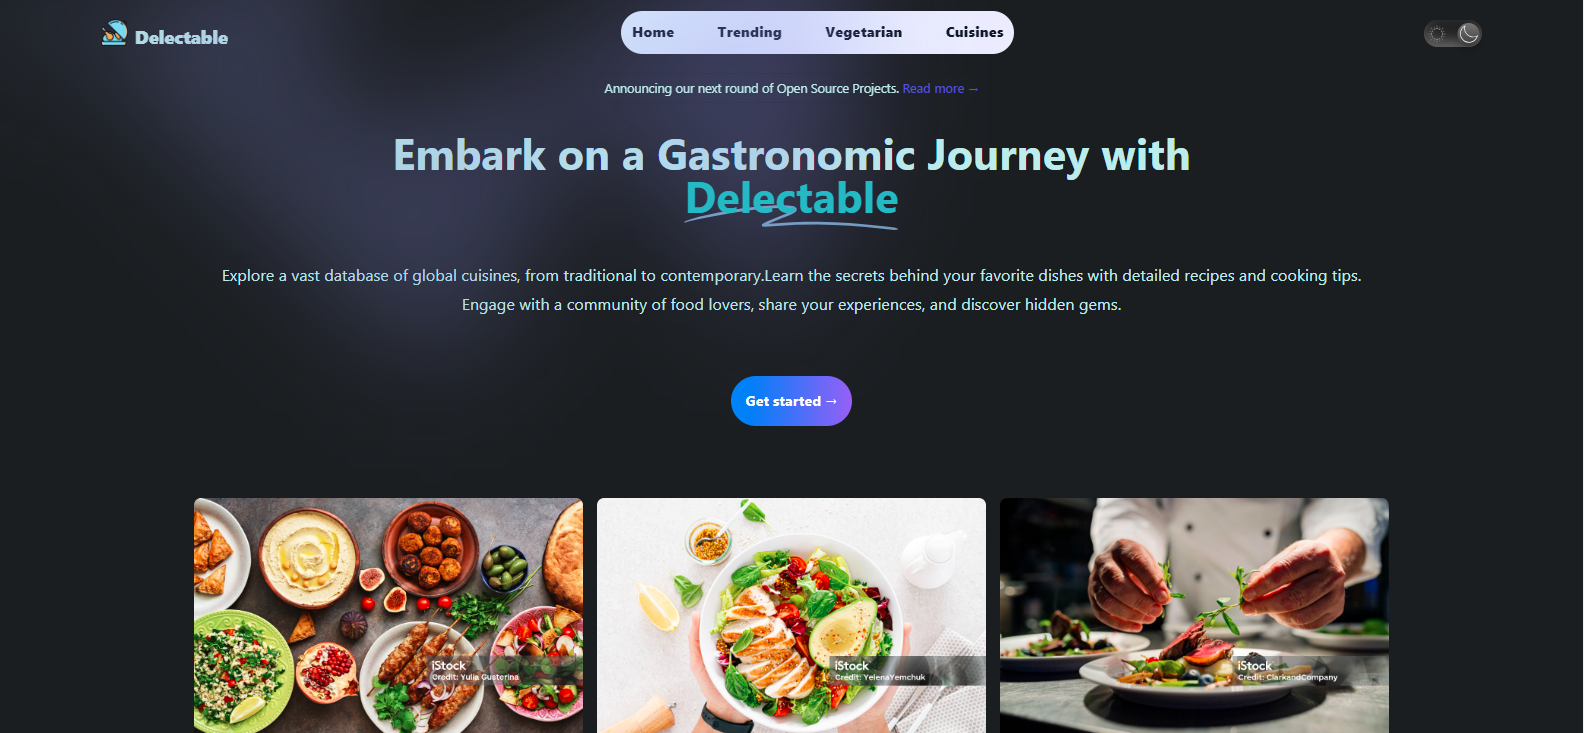 Delectable
Home Trending Vegetarian Cuisines
Announcing our next round of Open Source Projects. Read more →
Embark on a Gastronomic Journey with
Delectable
Explore a vast database of global cuisines, from traditional to contemporary.Learn the secrets behind your favorite dishes with detailed recipes and cooking tips.
Engage with a community of food lovers, share your experiences, and discover hidden gems.
Get started →
iStock
Credit: Yulia Gusterina
iStock
Credit: YelenaYemchuk
iStock
Credit: ClarkandCompany